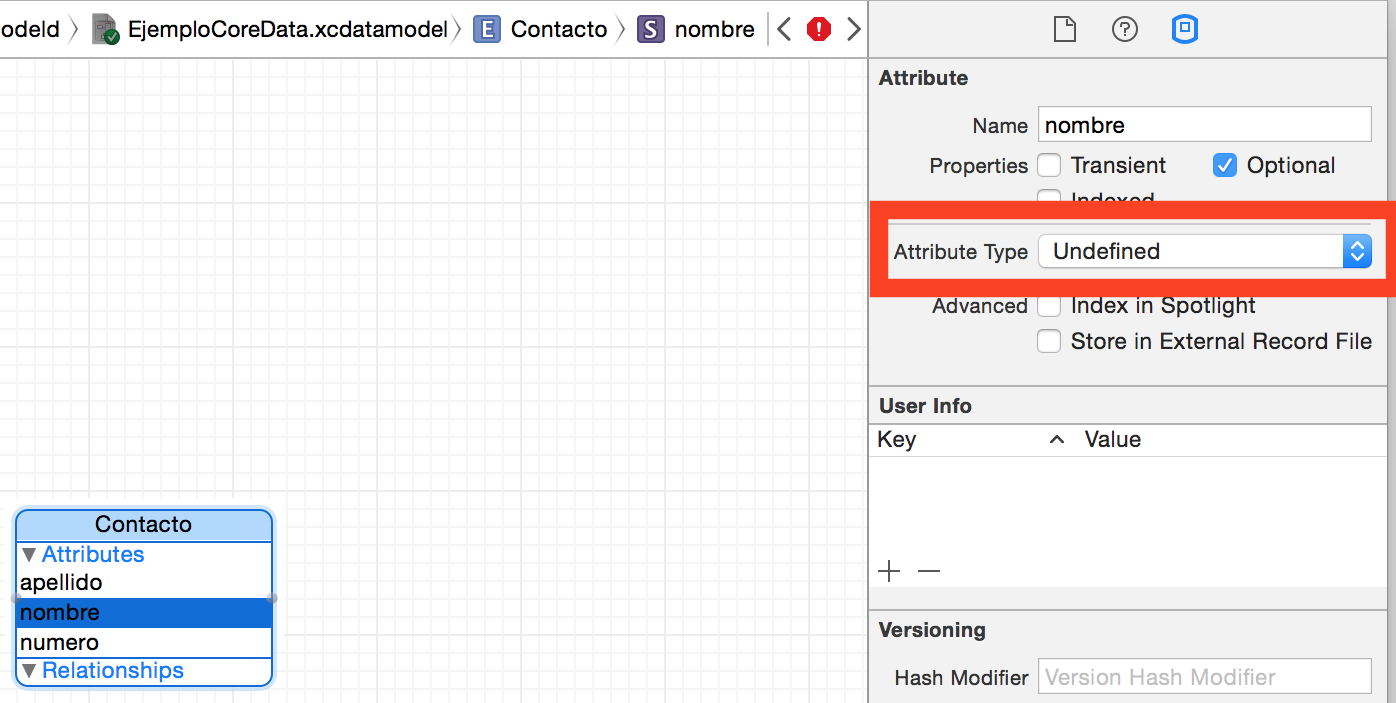 odeld EjemploCoreData.xcdatamodel E Contacto S nombre
Attribute
Name nombre
Properties Transient Optional
Indexed
Attribute Type Undefined
Advanced Index in Spotlight
Store in External Record File
User Info
Key Value
Contacto
Attributes
apellido
nombre
numero
Relationships
Versioning
Hash Modifier Version Hash Modifier